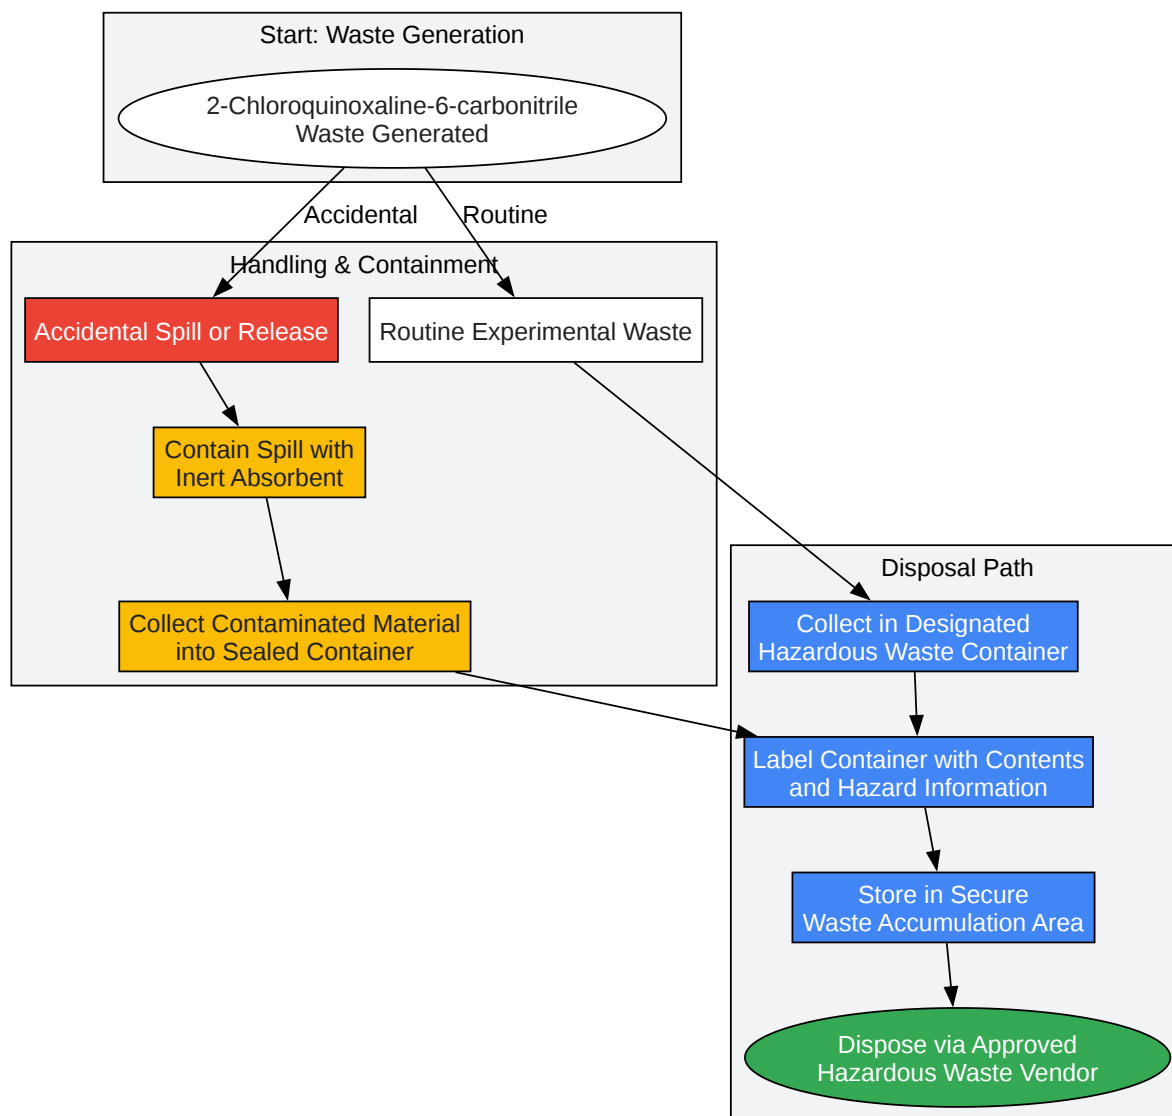 Start: Waste Generation
2-Chloroquinoxaline-6-carbonitrile
Waste Generated
Accidental
Routine
Handling & Containment
Accidental Spill or Release
Routine Experimental Waste
Contain Spill with
Inert Absorbent
Collect Contaminated Material
into Sealed Container
Disposal Path
Collect in Designated
Hazardous Waste Container
Label Container with Contents
and Hazard Information
Store in Secure
Waste Accumulation Area
Dispose via Approved
Hazardous Waste Vendor